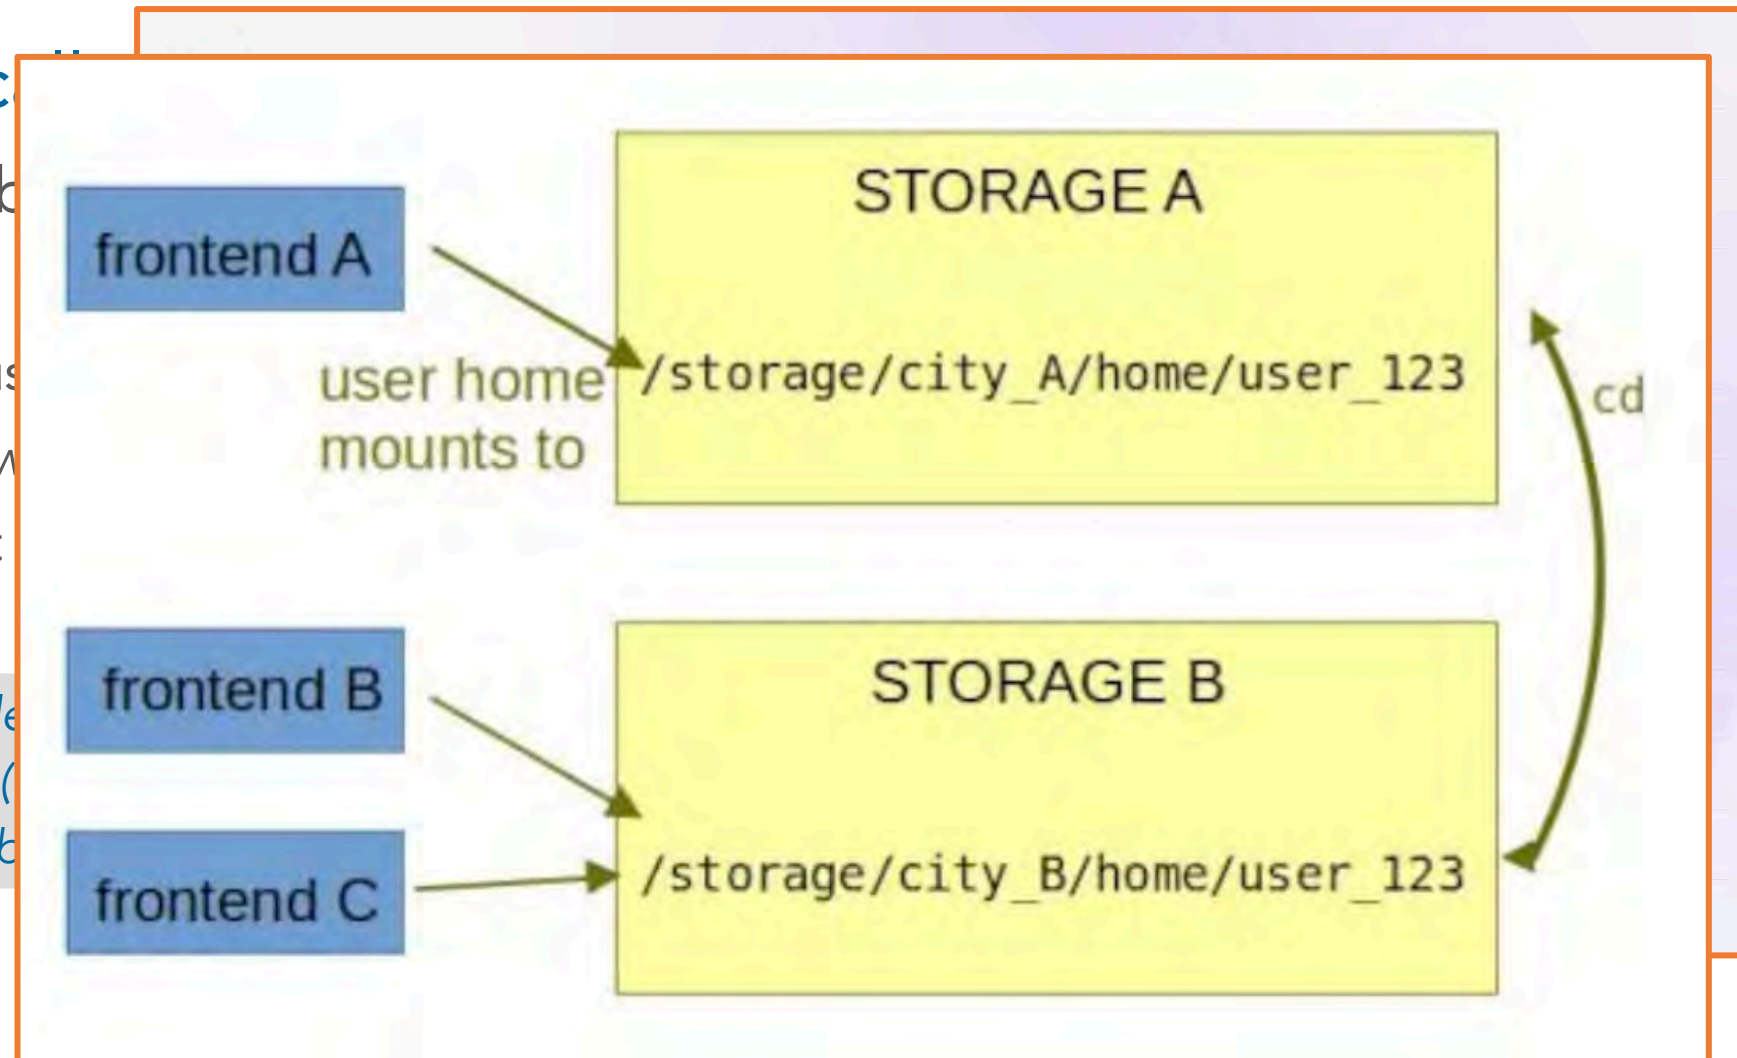 STORAGE A
frontend A
/storage/city_A/home/user_123
user home
mounts to
cd
STORAGE B
frontend B
/storage/city_B/home/user_123
frontend C